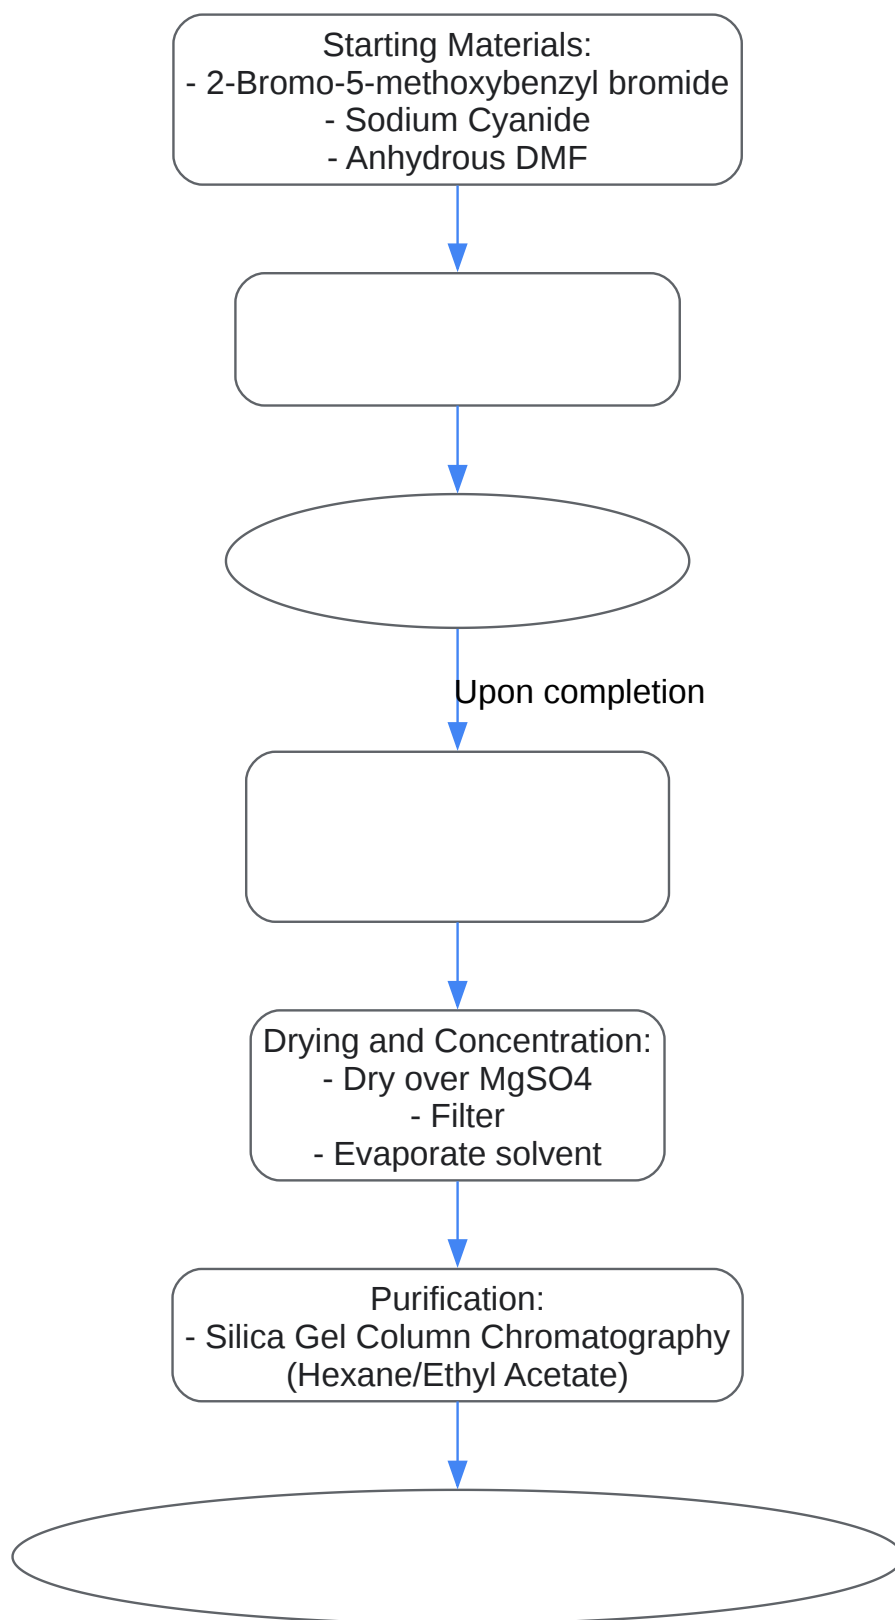 Starting Materials:
- 2-Bromo-5-methoxybenzyl bromide
- Sodium Cyanide
- Anhydrous DMF
Upon completion
Drying and Concentration:
- Dry over MgSO4
- Filter
- Evaporate solvent
Purification:
- Silica Gel Column Chromatography
(Hexane/Ethyl Acetate)